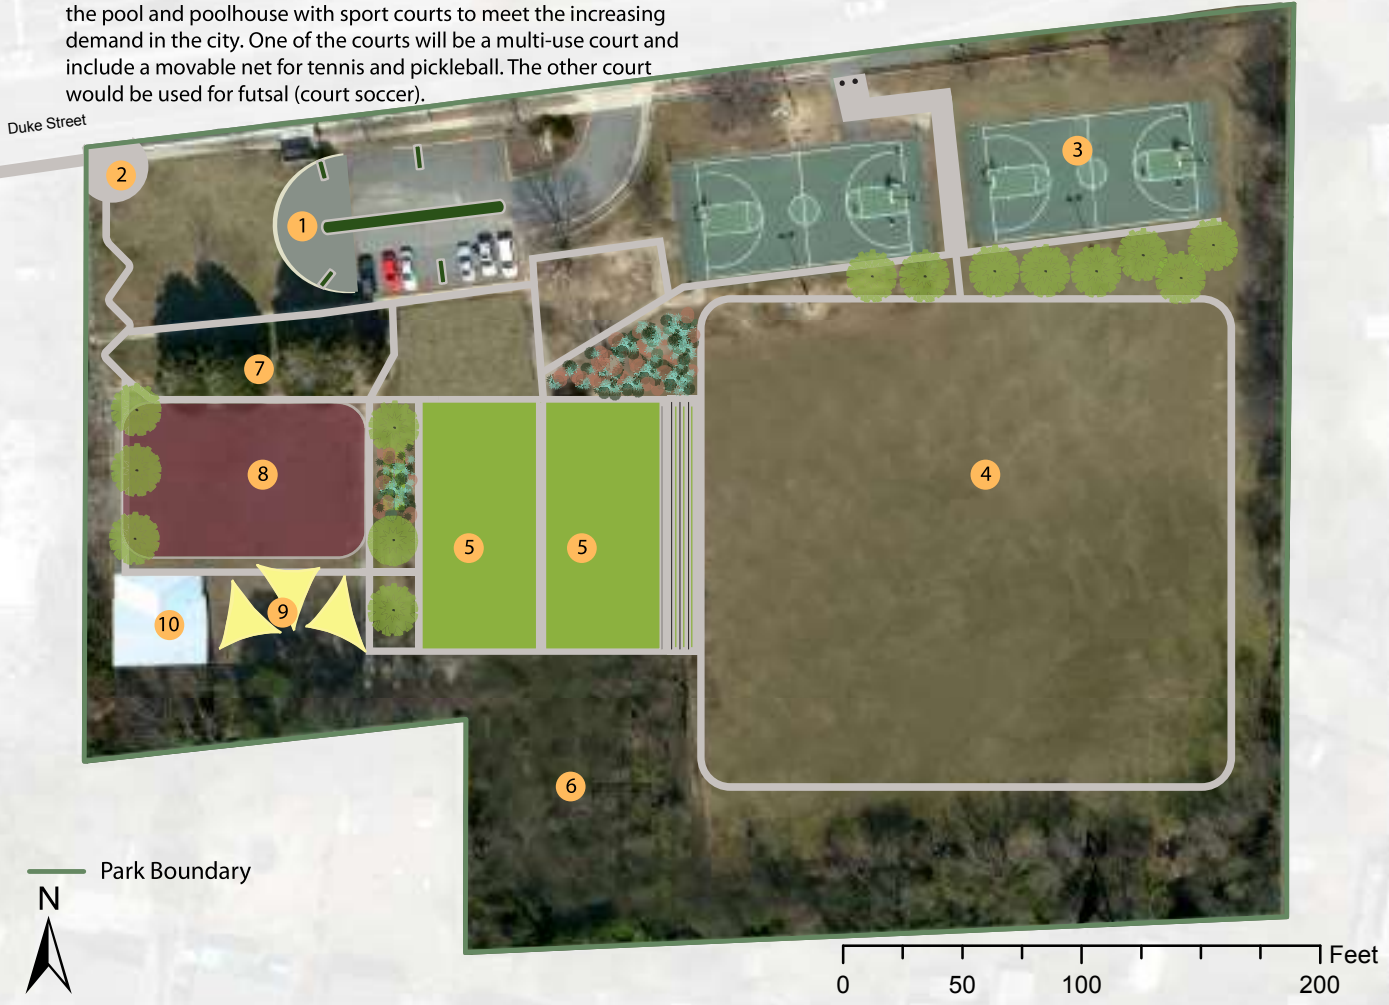 the pool and poolhouse with sport courts to meet the increasing
demand in the city. One of the courts will be a multi-use court and
include a movable net for tennis and pickleball. The other court
would be used for futsal (court soccer).
Duke Street
2
3
1
7
8
4
5
5
9
10
6
Park Boundary
N
Feet
0 50 100 200